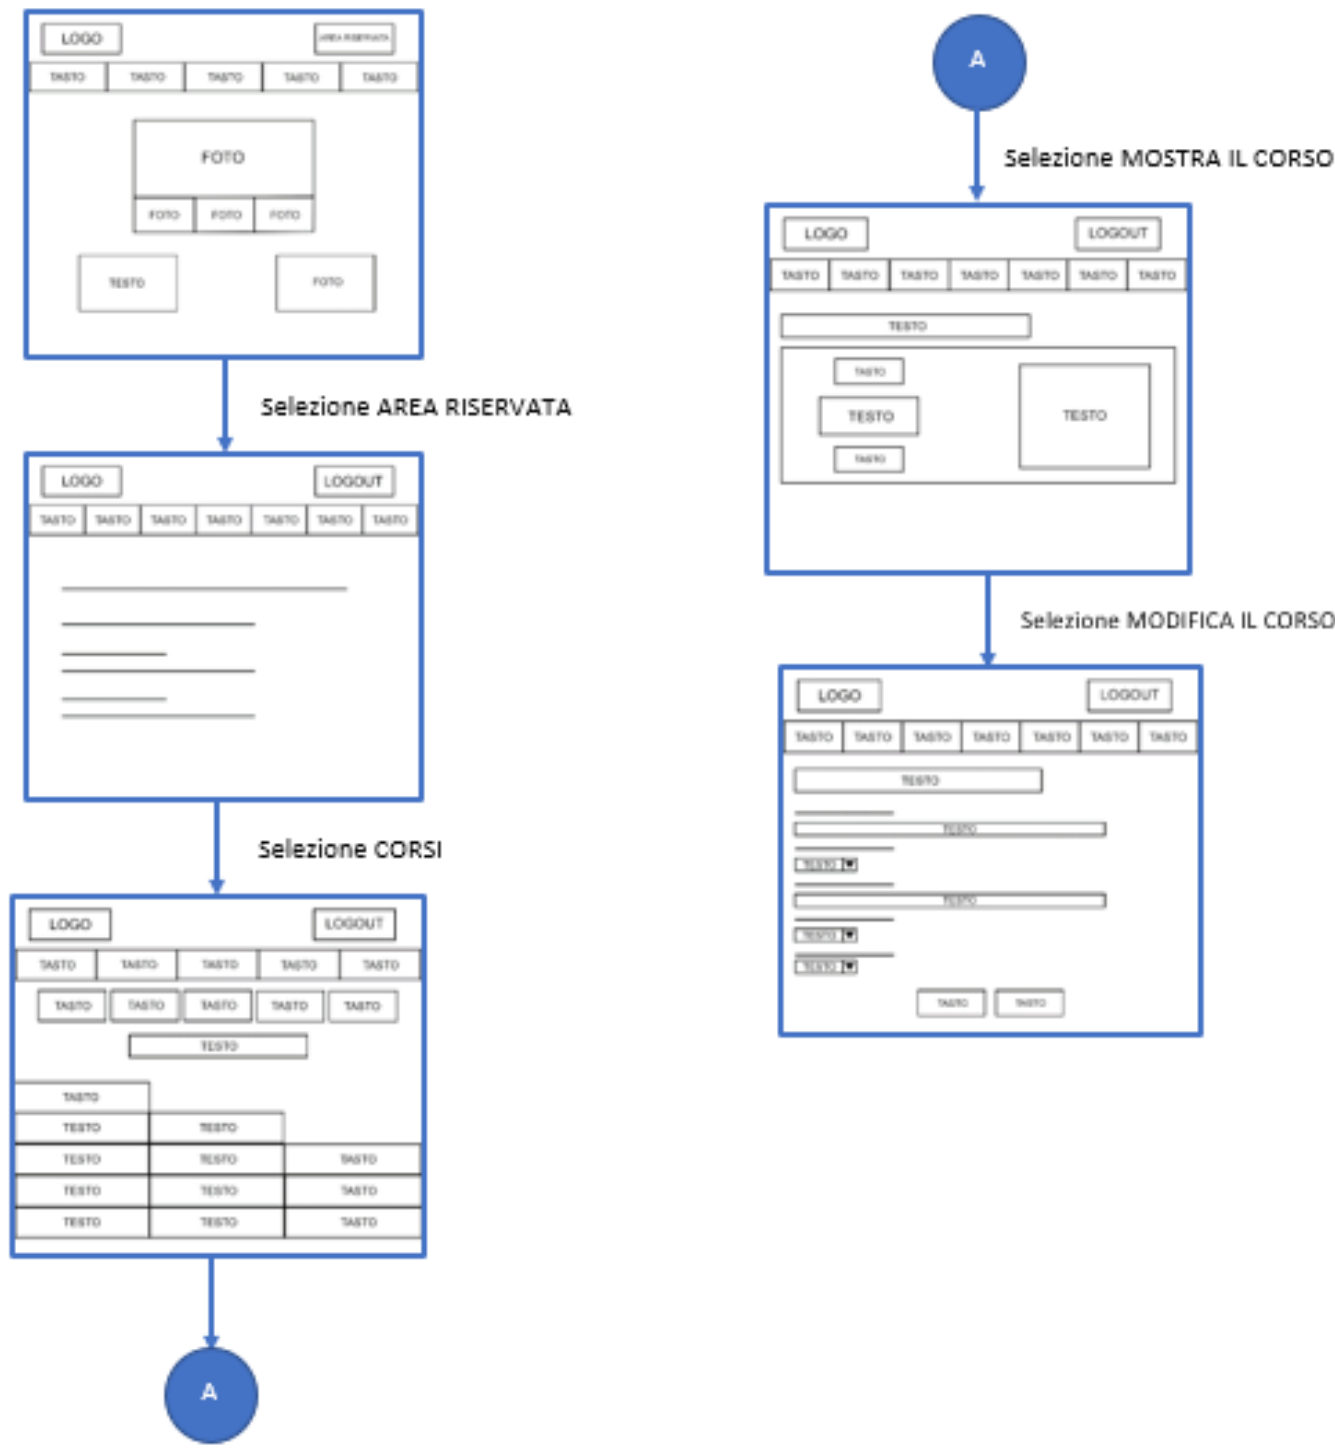 LOGO AREA RISERVATA
TASTO TASTO TASTO TASTO TASTO
FOTO
FOTO FOTO FOTO
TESTO FOTO
Selezione AREA RISERVATA
LOGO LOGOUT
TASTO TASTO TASTO TASTO TASTO TASTO TASTO
Selezione CORSI
LOGO LOGOUT
TASTO TASTO TASTO TASTO TASTO
TASTO TASTO TASTO TASTO TASTO
TESTO
TASTO
TESTO TESTO
TESTO TESTO TASTO
TESTO TESTO TASTO
TESTO TESTO TASTO
A
A
Selezione MOSTRA IL CORSO
LOGO LOGOUT
TASTO TASTO TASTO TASTO TASTO TASTO TASTO
TESTO
TASTO
TESTO TESTO
TASTO
Selezione MODIFICA IL CORSO
LOGO LOGOUT
TASTO TASTO TASTO TASTO TASTO TASTO TASTO
TESTO
TESTO
TESTO
TESTO
TESTO
TESTO
TASTO TASTO